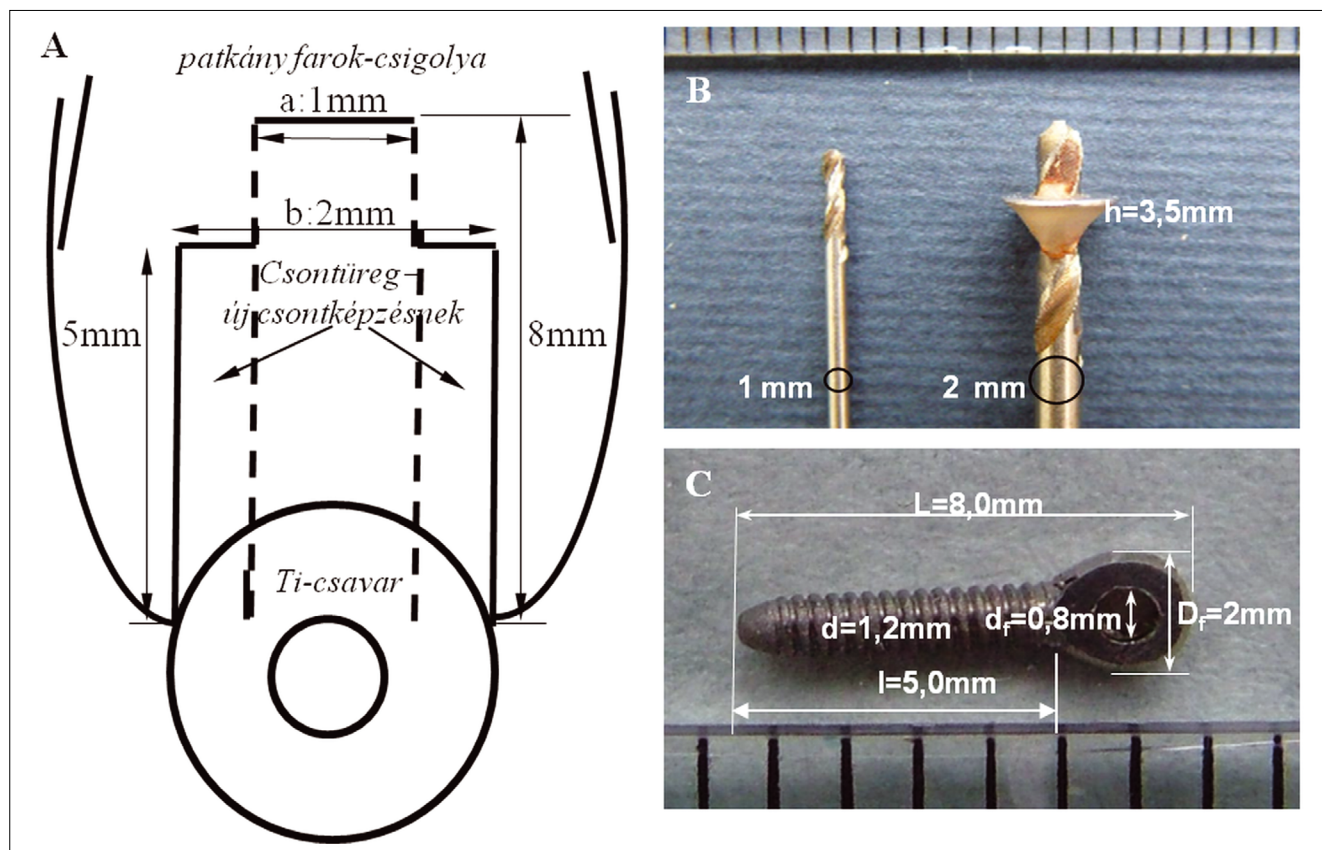 A
patkány farok-csigolya
a:1mm
b:2mm
Csontüreg–
új csontképzésnek
5mm
8mm
Ti-csavar
B
h=3,5mm
1 mm
2 mm
C
L=8,0mm
d=1,2mm
df=0,8mm
Df=2mm
l=5,0mm